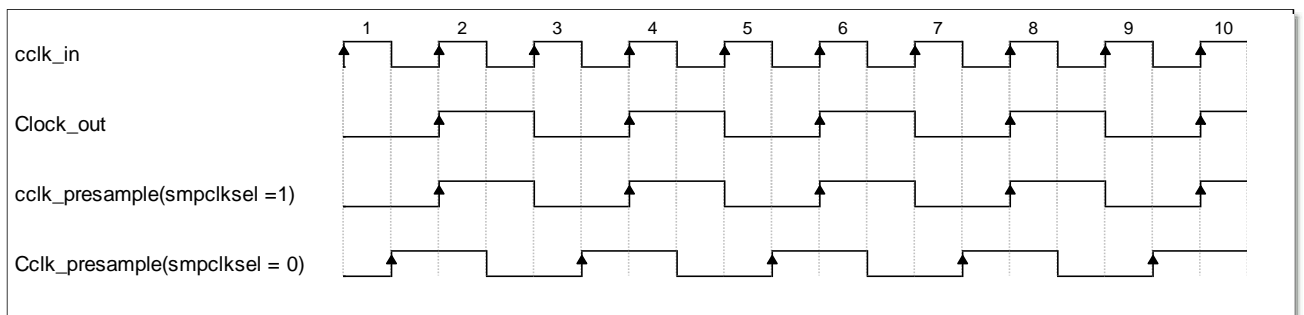 1 2 3 4 5 6 7 8 9 10
cclk_in
Clock_out
cclk_presample(smpclksel =1)
Cclk_presample(smpclksel = 0)